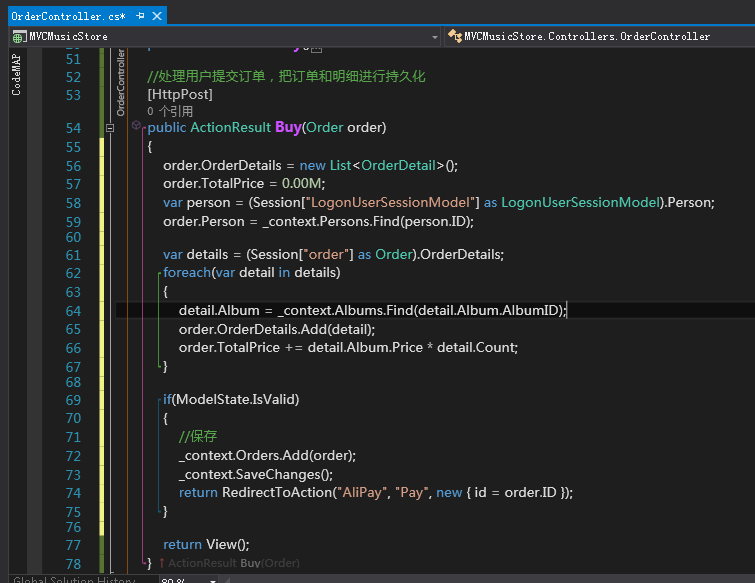 OrderController.cs*
MVCMusicStore
MVCMusicStore.Controllers.OrderController
CodeMAP
OrderController
51
52 //处理用户提交订单，把订单和明细进行持久化
53 [HttpPost]
0 个引用
54 public ActionResult Buy(Order order)
55 {
56 order.OrderDetails = new List<OrderDetail>();
57 order.TotalPrice = 0.00M;
58 var person = (Session["LogonUserSessionModel"] as LogonUserSessionModel).Person;
59 order.Person = _context.Persons.Find(person.ID);
60
61 var details = (Session["order"] as Order).OrderDetails;
62 foreach(var detail in details)
63 {
64 detail.Album = _context.Albums.Find(detail.Album.AlbumID);
65 order.OrderDetails.Add(detail);
66 order.TotalPrice += detail.Album.Price * detail.Count;
67 }
68
69 if(ModelState.IsValid)
70 {
71 //保存
72 _context.Orders.Add(order);
73 _context.SaveChanges();
74 return RedirectToAction("AliPay", "Pay", new { id = order.ID });
75 }
76
77 return View();
78 } ↑ ActionResult Buy(Order)
Global Solution History
80 %